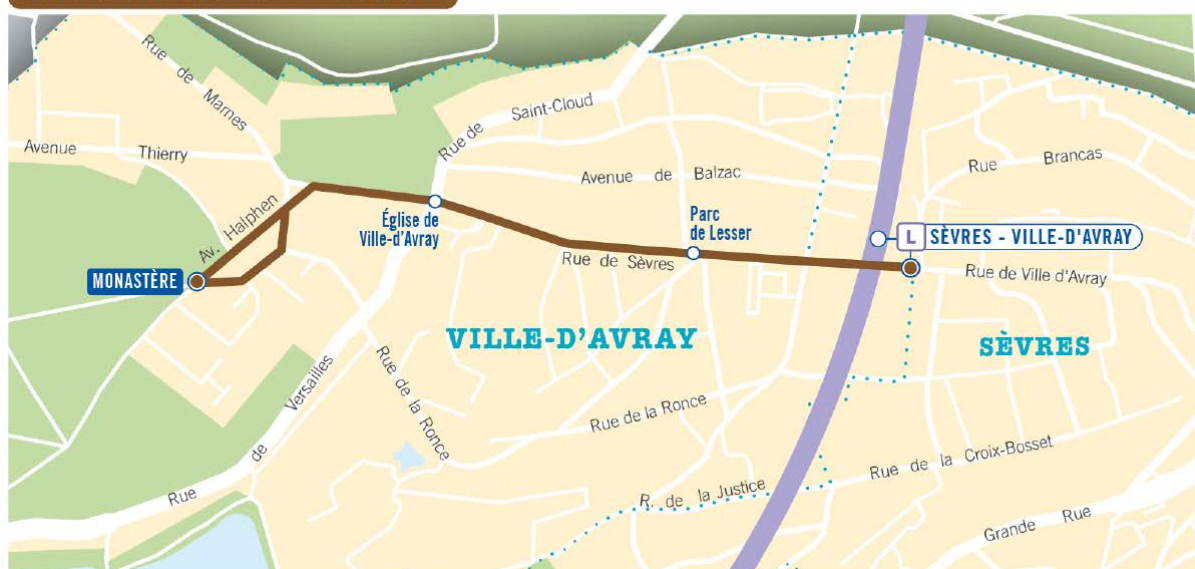 Rue de Marnes
Avenue Thierry
Rue de Saint-Cloud
Avenue de Balzac
Rue Brancas
Av. Halphen
Église de
Ville-d'Avray
Parc
de Lesser
L SÈVRES - VILLE-D'AVRAY
MONASTÈRE
Rue de Sèvres
Rue de Ville d'Avray
VILLE-D'AVRAY
SÈVRES
Rue de Versailles
Rue de la Ronce
Rue de la Ronce
R. de la Justice
Rue de la Croix-Bosset
Grande Rue